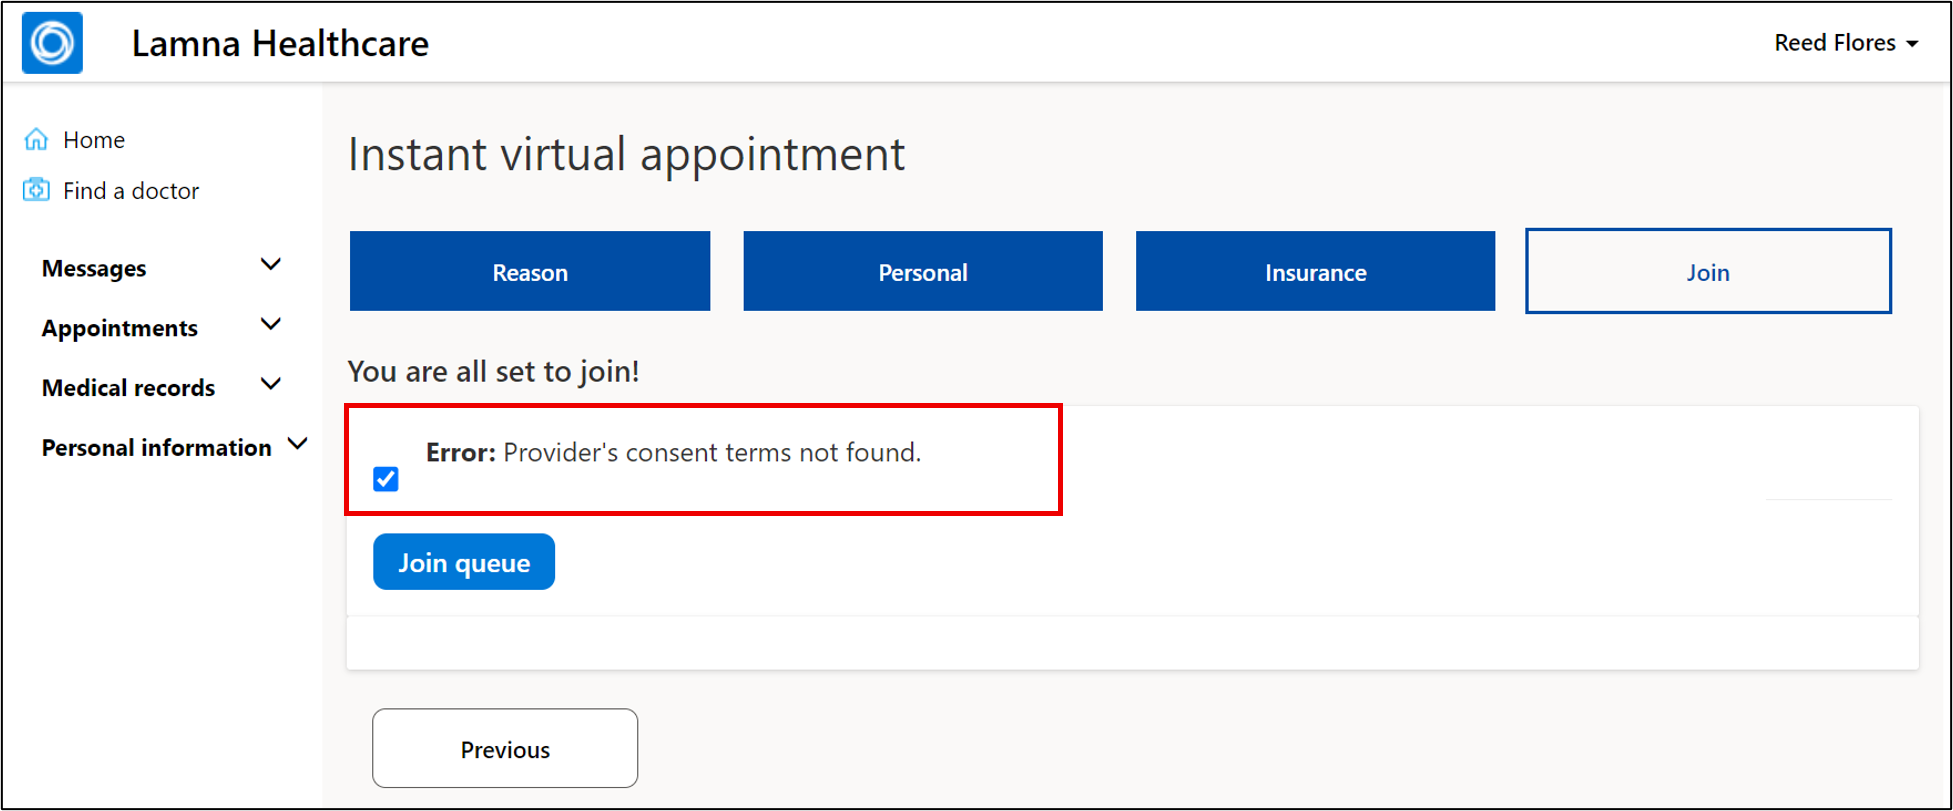 Lamna Healthcare
Reed Flores
Home
Find a doctor
Messages
Appointments
Medical records
Personal information
Instant virtual appointment
Reason
Personal
Insurance
Join
You are all set to join!
Error: Provider's consent terms not found.
Join queue
Previous